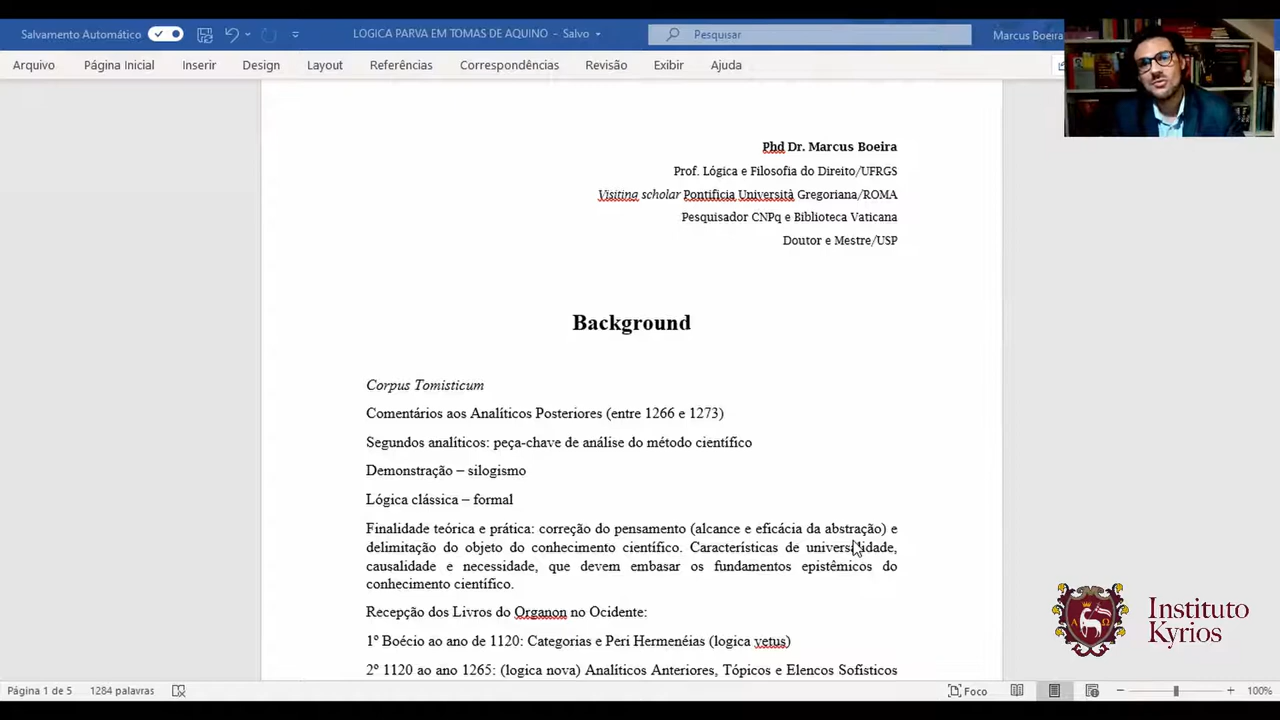 Salvamento Automático
LOGICA PARVA EM TOMAS DE AQUINO - Salvo
Pesquisar
Marcus Boeira
Arquivo Página Inicial Inserir Design Layout Referências Correspondências Revisão Exibir Ajuda
Phd Dr. Marcus Boeira
Prof. Lógica e Filosofia do Direito/UFRGS
Visiting scholar Pontificia Università Gregoriana/ROMA
Pesquisador CNPq e Biblioteca Vaticana
Doutor e Mestre/USP
Background
Corpus Tomisticum
Comentários aos Analíticos Posteriores (entre 1266 e 1273)
Segundos analíticos: peça-chave de análise do método científico
Demonstração – silogismo
Lógica clássica – formal
Finalidade teórica e prática: correção do pensamento (alcance e eficácia da abstração) e
delimitação do objeto do conhecimento científico. Características de universalidade,
causalidade e necessidade, que devem embasar os fundamentos epistêmicos do
conhecimento científico.
Recepção dos Livros do Organon no Ocidente:
1º Boécio ao ano de 1120: Categorias e Peri Hermenéias (logica vetus)
2º 1120 ao ano 1265: (logica nova) Analíticos Anteriores, Tópicos e Elencos Sofísticos
A Ω
Instituto
Kyrios
Página 1 de 5 1284 palavras
Foco
100%